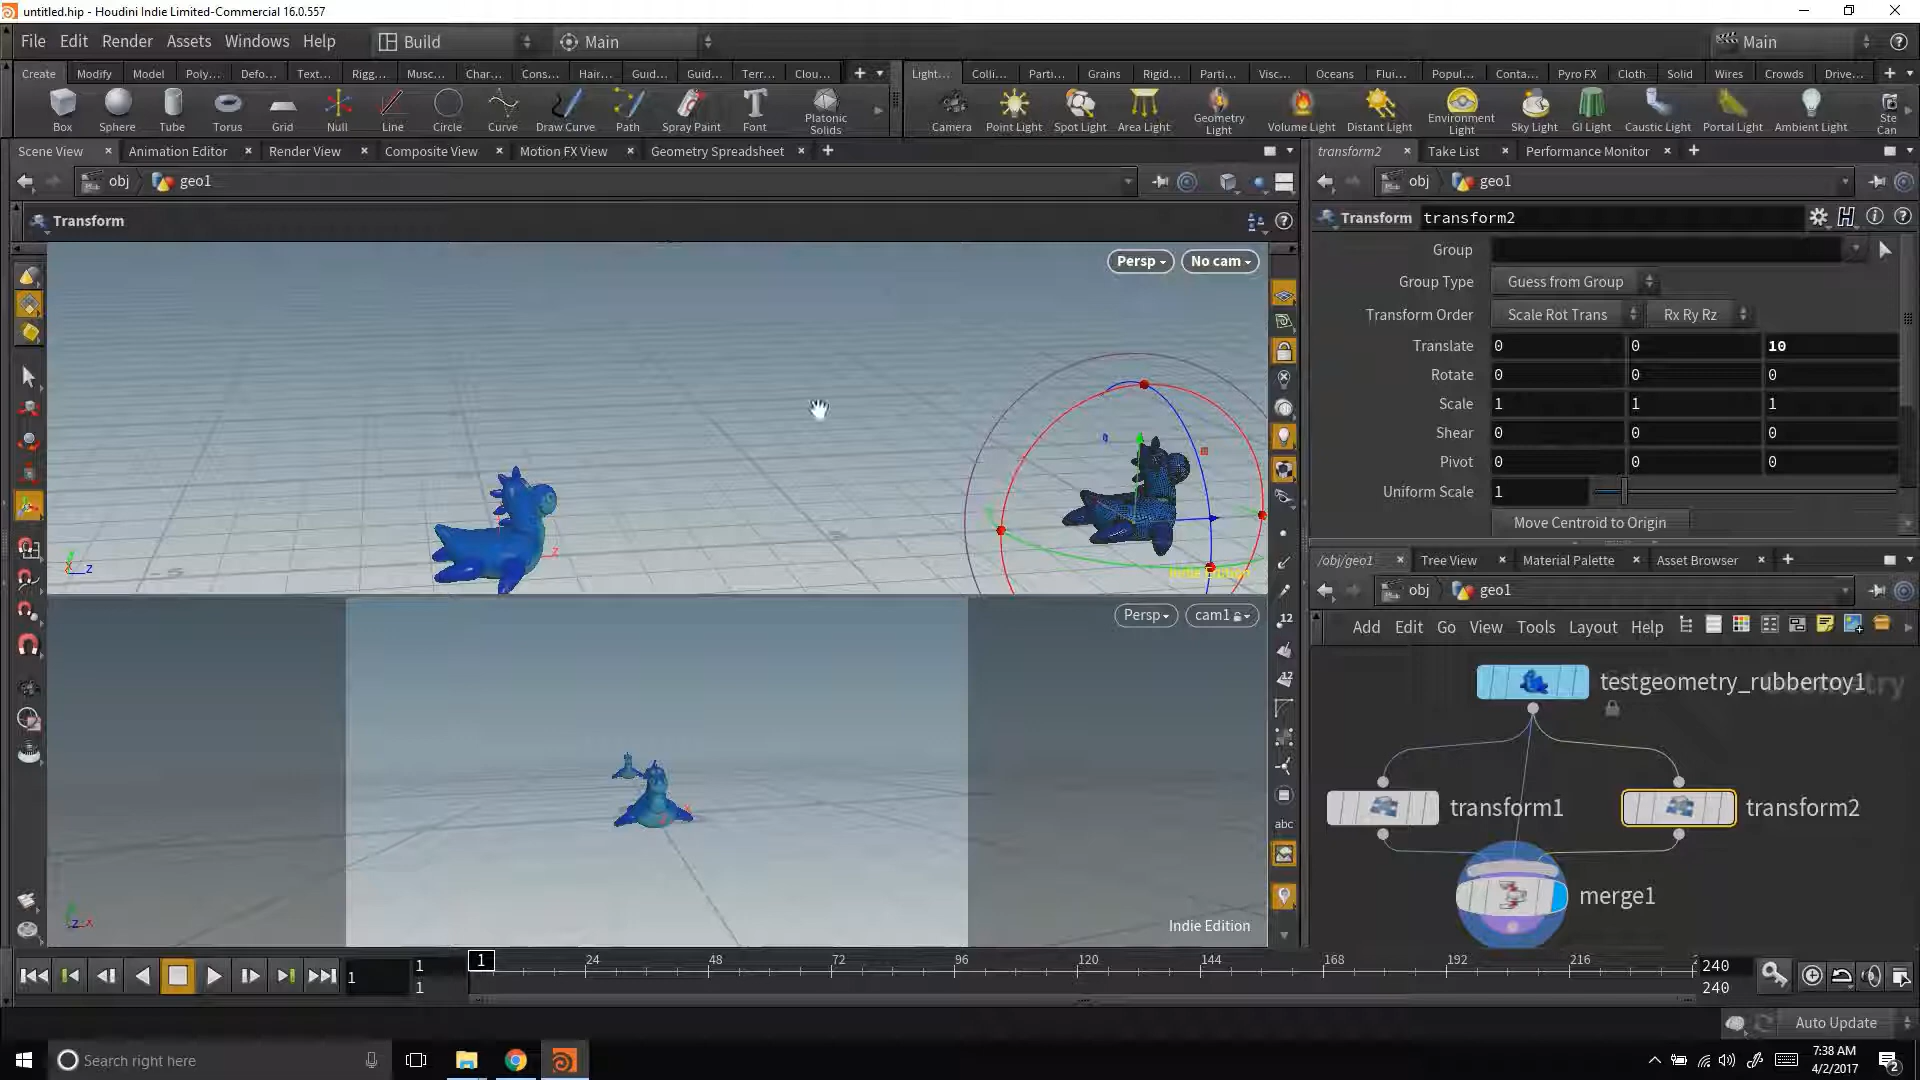 untitled.hip - Houdini Indie Limited-Commercial 16.0.557
File Edit Render Assets Windows Help Build Main Main
Create Modify Model Poly... Defo... Text... Rigg... Musc... Char... Cons... Hair... Guid... Guid... Terr... Clou... Light... Colli... Parti... Grains Rigid... Parti... Visc... Oceans Flui... Popul... Conta... Pyro FX Cloth Solid Wires Crowds Drive...
Box Sphere Tube Torus Grid Null Line Circle Curve Draw Curve Path Spray Paint Font Platonic Solids Camera Point Light Spot Light Area Light Geometry Light Volume Light Distant Light Environment Light Sky Light GI Light Caustic Light Portal Light Ambient Light Ste Can
Scene View Animation Editor Render View Composite View Motion FX View Geometry Spreadsheet transform2 Take List Performance Monitor
obj geo1 obj geo1
Transform Transform transform2
Persp No cam
Group
Group Type Guess from Group
Transform Order Scale Rot Trans Rx Ry Rz
Translate 0 0 10
Rotate 0 0 0
Scale 1 1 1
Shear 0 0 0
Pivot 0 0 0
Uniform Scale 1
Move Centroid to Origin
-5
z
z
Indie Edition
/obj/geo1 Tree View Material Palette Asset Browser
obj geo1
Persp cam1
Add Edit Go View Tools Layout Help
12
12
abc
testgeometry_rubbertoy1
transform1 transform2
merge1
z x
Indie Edition
1 1 1 1 24 48 72 96 120 144 168 192 216 2 240 240
Auto Update
Search right here
7:38 AM
4/2/2017
2